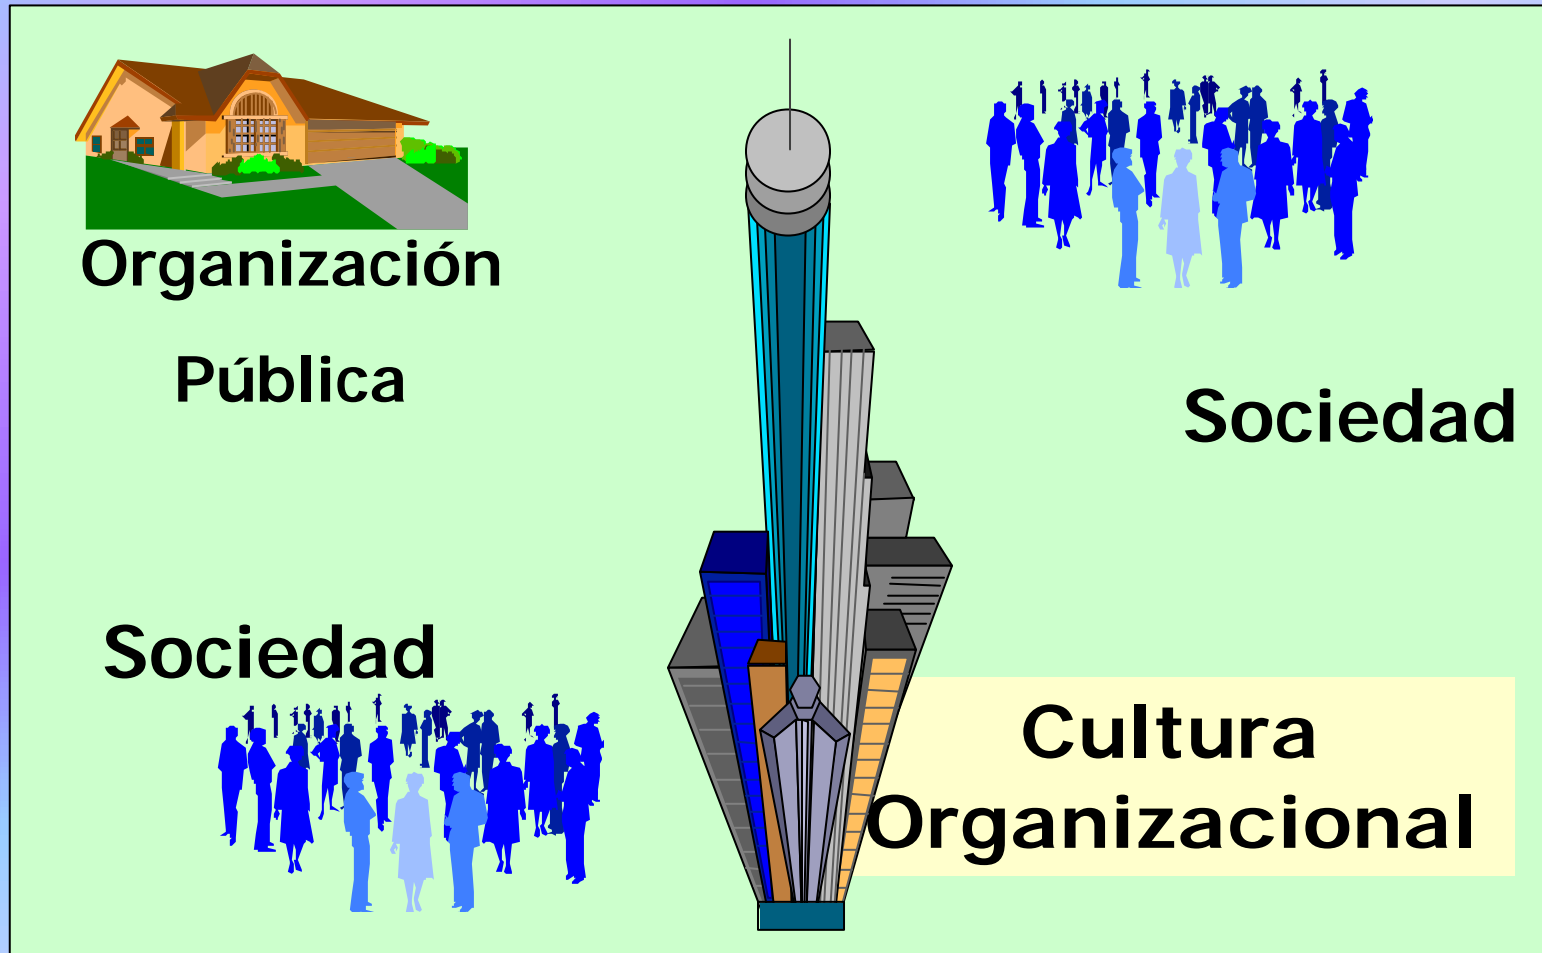 Organización
Pública
Sociedad
Sociedad
Cultura
Organizacional